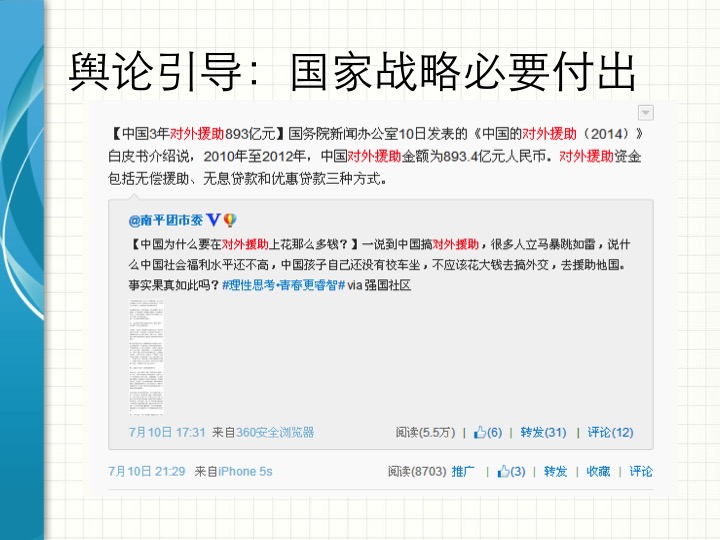 舆论引导：国家战略必要付出
【中国3年对外援助893亿元】国务院新闻办公室10日发表的《中国的对外援助（2014）》
白皮书介绍说，2010年至2012年，中国对外援助金额为893.4亿元人民币。对外援助资金
包括无偿援助、无息贷款和优惠贷款三种方式。
@南平团市委
【中国为什么要在对外援助上花那么多钱？】一说到中国搞对外援助，很多人立马暴跳如雷，说什
么中国社会福利水平还不高，中国孩子自己还没有校车坐，不应该花大钱去搞外交，去援助他国。
事实果真如此吗？#理性思考•青春更睿智# via 强国社区
7月10日 17:31 来自360安全浏览器 阅读(5.5万) | (6) | 转发(31) | 评论(12)
7月10日 21:29 来自iPhone 5s 阅读(8703) 推广 | (3) | 转发 | 收藏 | 评论